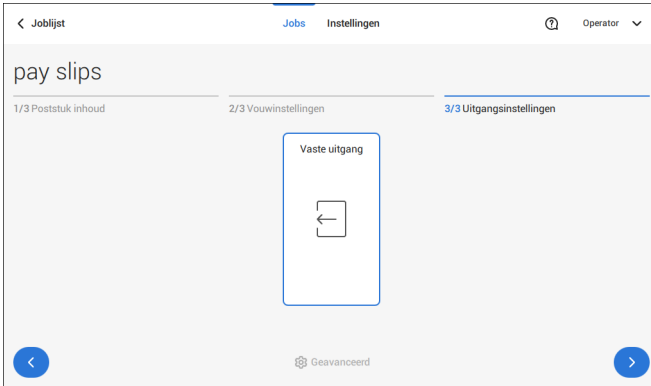 Joblijst
Jobs
Instellingen
Operator
pay slips
1/3 Poststuk inhoud
2/3 Vouwinstellingen
3/3 Uitgangsinstellingen
Vaste uitgang
Geavanceerd